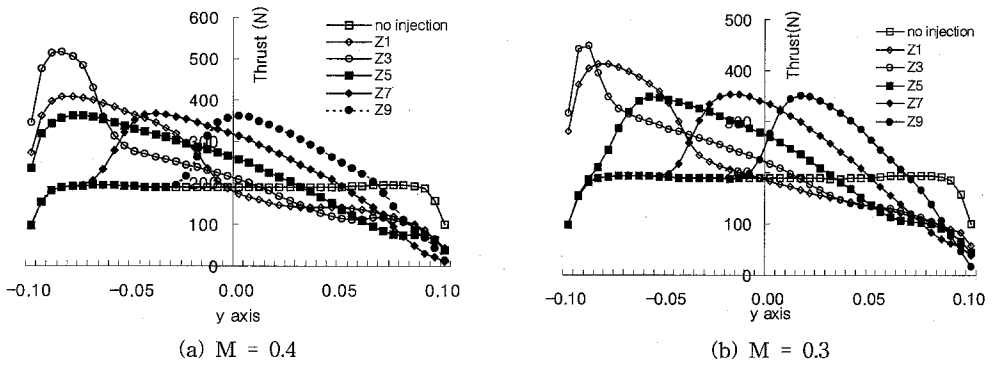 600
500
400
300
200
100
0
Thrust (N)
no injection
Z1
Z3
Z5
Z7
Z9
-0.10
-0.05
0.00
0.05
0.10
y axis
(a) M = 0.4
500
400
300
200
100
0
Thrust(N)
no injection
Z1
Z3
Z5
Z7
Z9
-0.10
-0.05
0.00
0.05
0.10
y axis
(b) M = 0.3